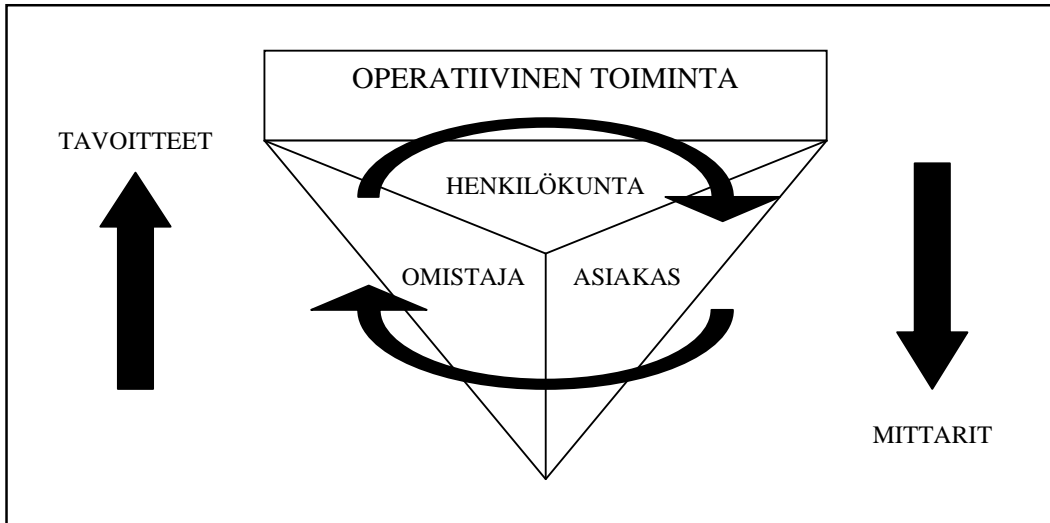 OPERATIIVINEN TOIMINTA
TAVOITTEET
HENKILÖKUNTA
OMISTAJA
ASIAKAS
MITTARIT